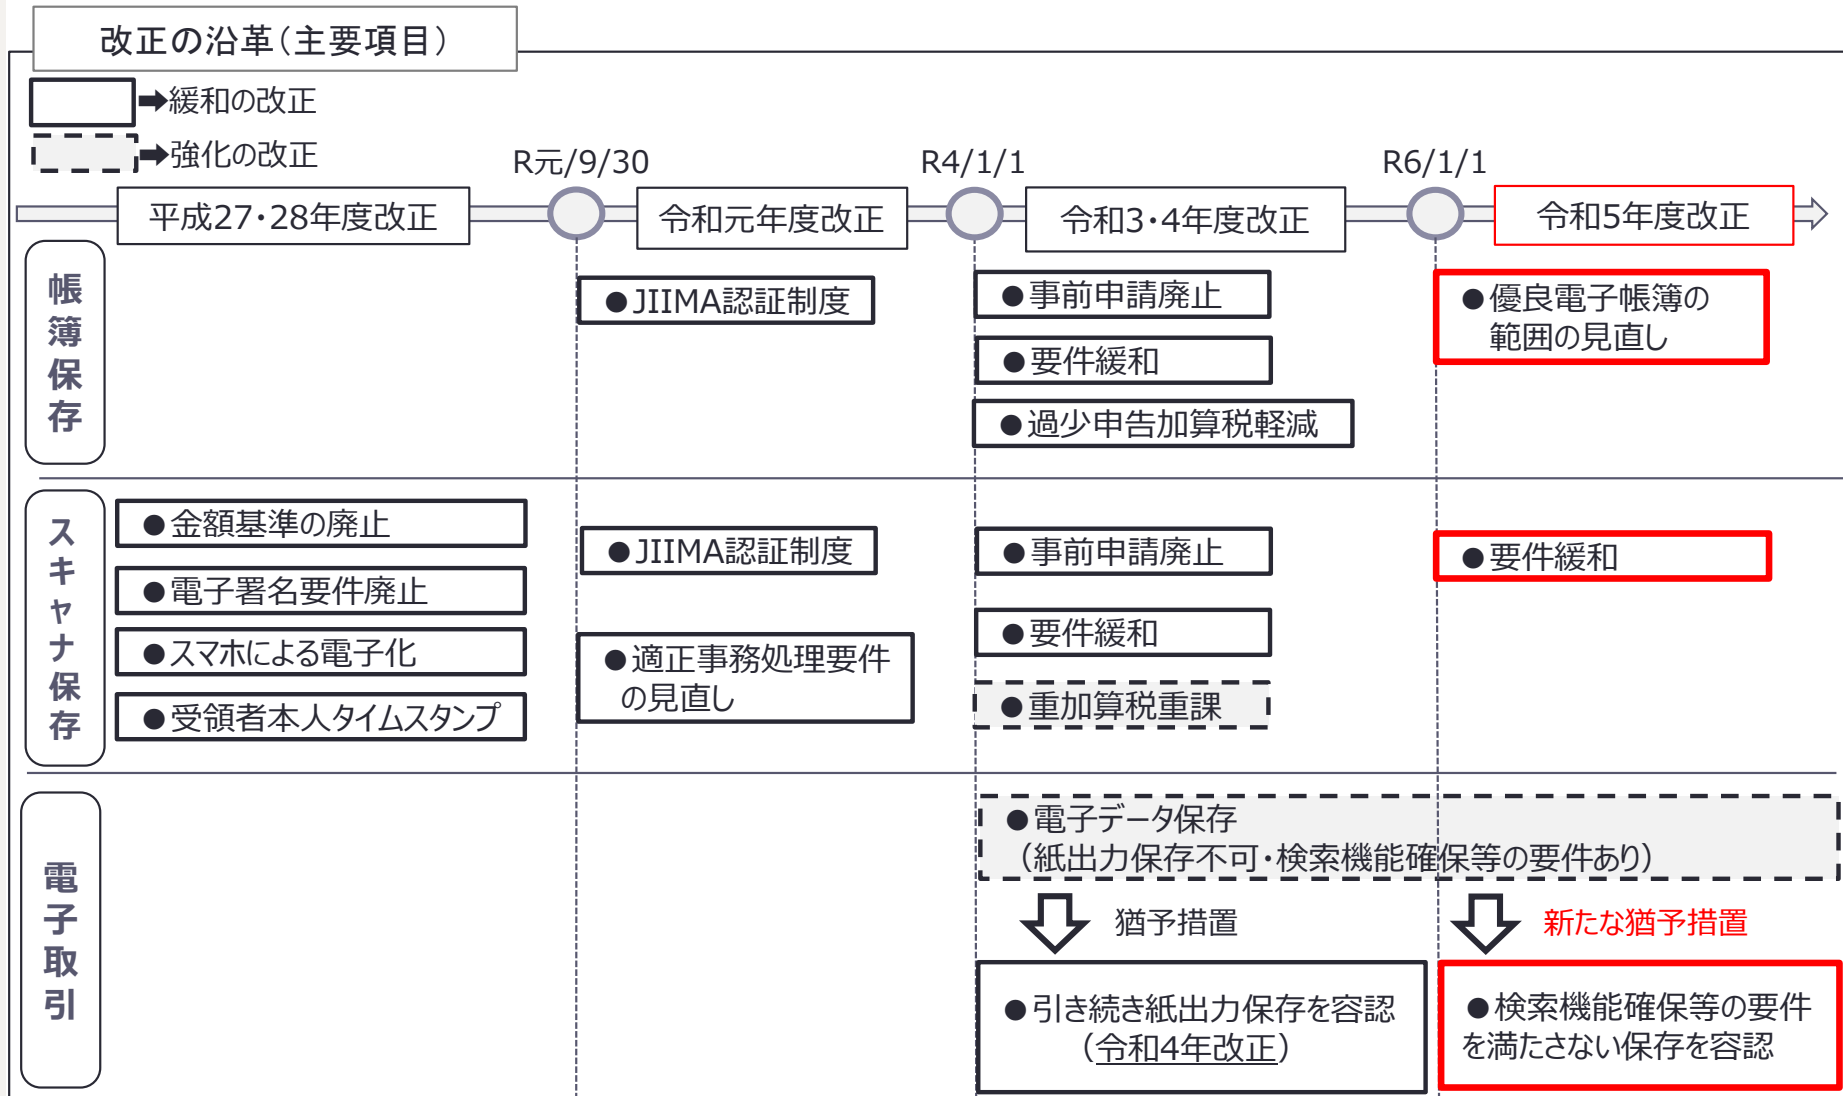 改正の沿革（主要項目）
➡緩和の改正
➡強化の改正
R元/9/30
R4/1/1
R6/1/1
平成27・28年度改正
令和元年度改正
令和3・4年度改正
令和5年度改正
帳簿保存
●JIIMA認証制度
●事前申請廃止
●要件緩和
●過少申告加算税軽減
●優良電子帳簿の
範囲の見直し
スキャナ保存
●金額基準の廃止
●電子署名要件廃止
●スマホによる電子化
●受領者本人タイムスタンプ
●JIIMA認証制度
●適正事務処理要件
の見直し
●事前申請廃止
●要件緩和
●重加算税重課
●要件緩和
電子取引
●電子データ保存
（紙出力保存不可・検索機能確保等の要件あり）
猶予措置
新たな猶予措置
●引き続き紙出力保存を容認
（令和4年改正）
●検索機能確保等の要件
を満たさない保存を容認